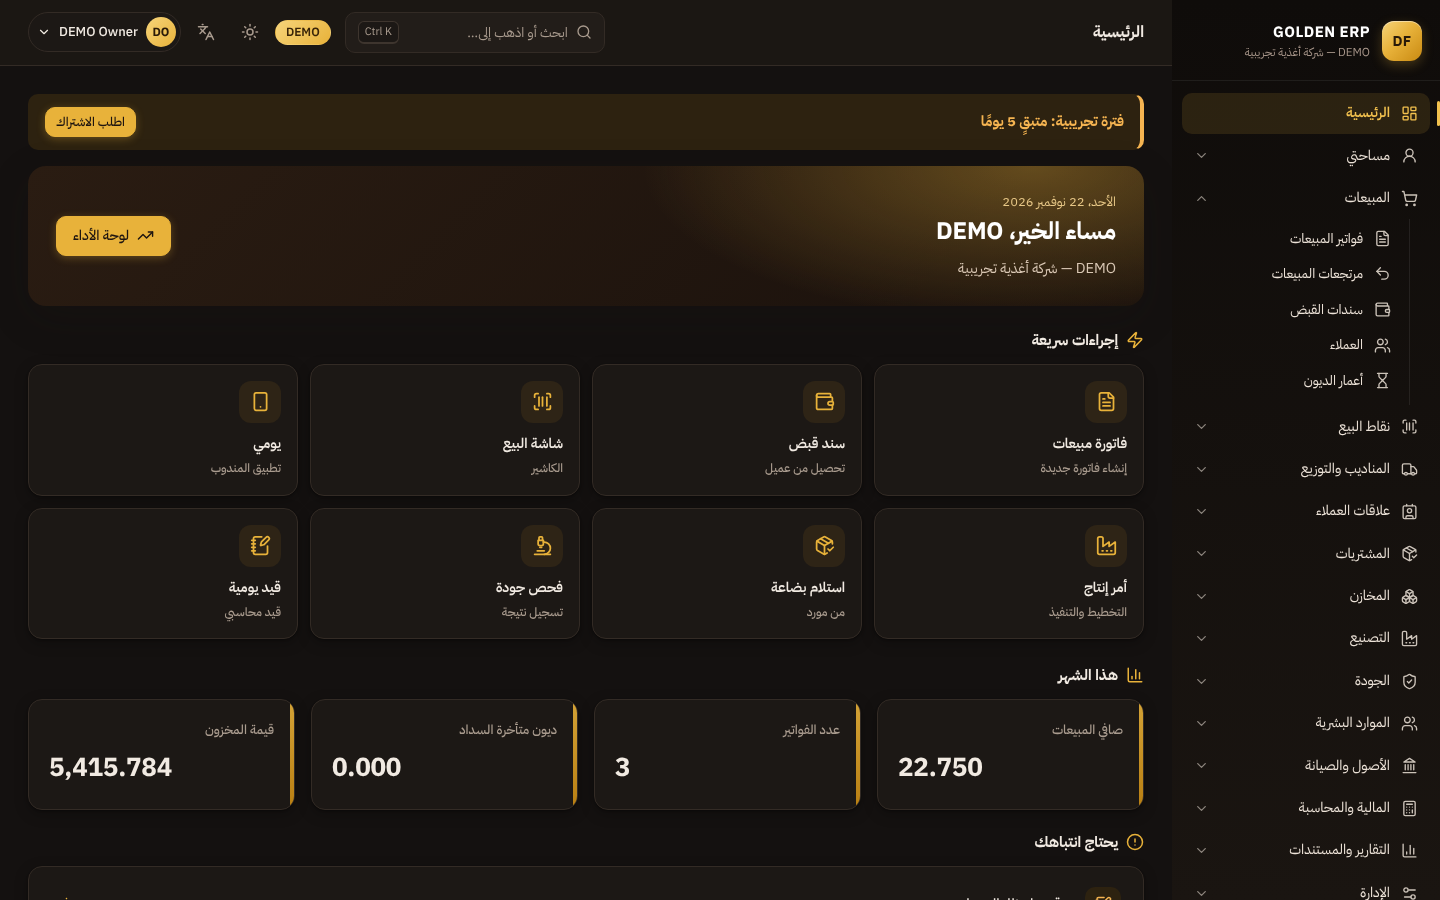 GOLDEN ERP
DEMO — شركة أغذية تجريبية
DF
الرئيسية
مساحتي
المبيعات
فواتير المبيعات
مرتجعات المبيعات
سندات القبض
العملاء
أعمار الديون
نقاط البيع
المناديب والتوزيع
علاقات العملاء
المشتريات
المخازن
التصنيع
الجودة
الموارد البشرية
الأصول والصيانة
المالية والمحاسبة
التقارير والمستندات
الإدارة
الرئيسية
ابحث أو اذهب إلى...
Ctrl K
DEMO
DO
DEMO Owner
فترة تجريبية: متبقٍ 5 يومًا
اطلب الاشتراك
الأحد، 22 نوفمبر 2026
مساء الخير، DEMO
DEMO — شركة أغذية تجريبية
لوحة الأداء
إجراءات سريعة
فاتورة مبيعات
إنشاء فاتورة جديدة
سند قبض
تحصيل من عميل
شاشة البيع
الكاشير
يومي
تطبيق المندوب
أمر إنتاج
التخطيط والتنفيذ
استلام بضاعة
من مورد
فحص جودة
تسجيل نتيجة
قيد يومية
قيد محاسبي
هذا الشهر
صافي المبيعات
22.750
عدد الفواتير
3
ديون متأخرة السداد
0.000
قيمة المخزون
5,415.784
يحتاج انتباهك